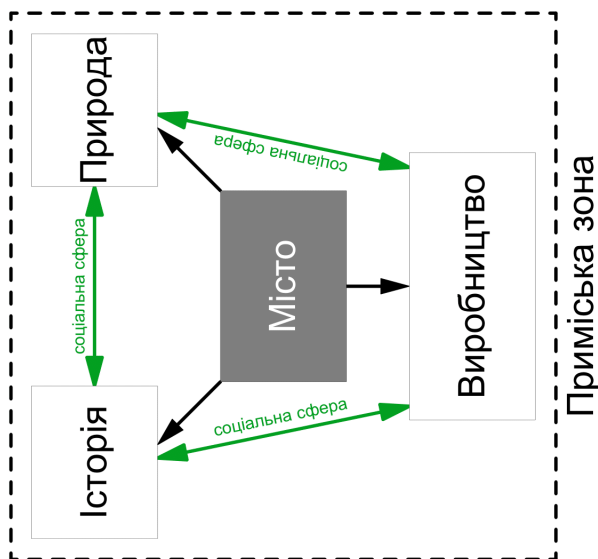 Історія
соціальна сфера
Природа
Місто
соціальна сфера
соціальна сфера
Виробництво
Приміська зона